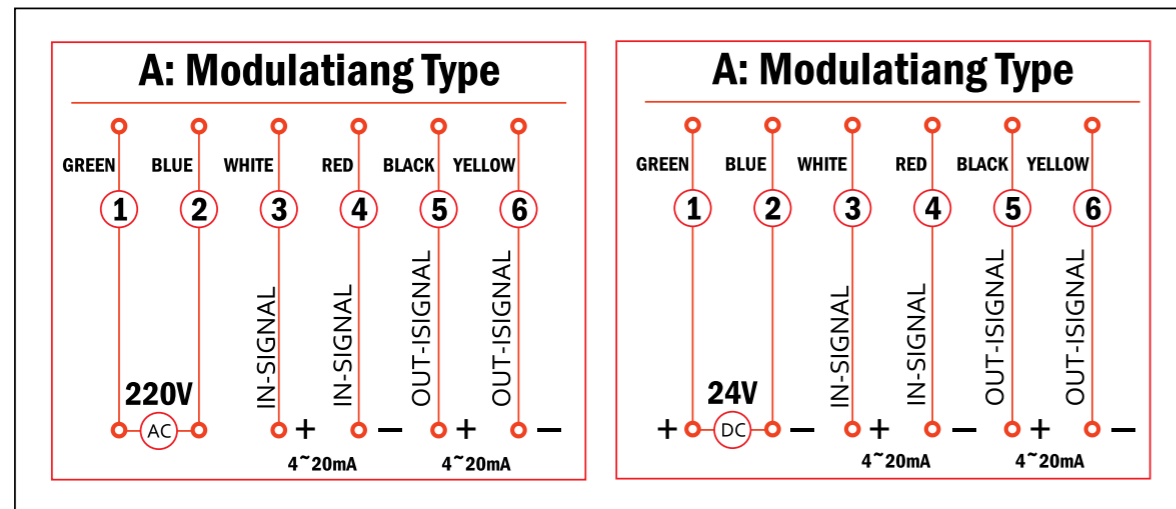 A: Modulatiang Type
GREEN BLUE WHITE RED BLACK YELLOW
1 2 3 4 5 6
IN-SIGNAL
IN-SIGNAL
OUT-ISIGNAL
OUT-ISIGNAL
220V
AC + − + −
4~20mA 4~20mA
A: Modulatiang Type
GREEN BLUE WHITE RED BLACK YELLOW
1 2 3 4 5 6
IN-SIGNAL
IN-SIGNAL
OUT-ISIGNAL
OUT-ISIGNAL
24V
+ DC − + − + −
4~20mA 4~20mA